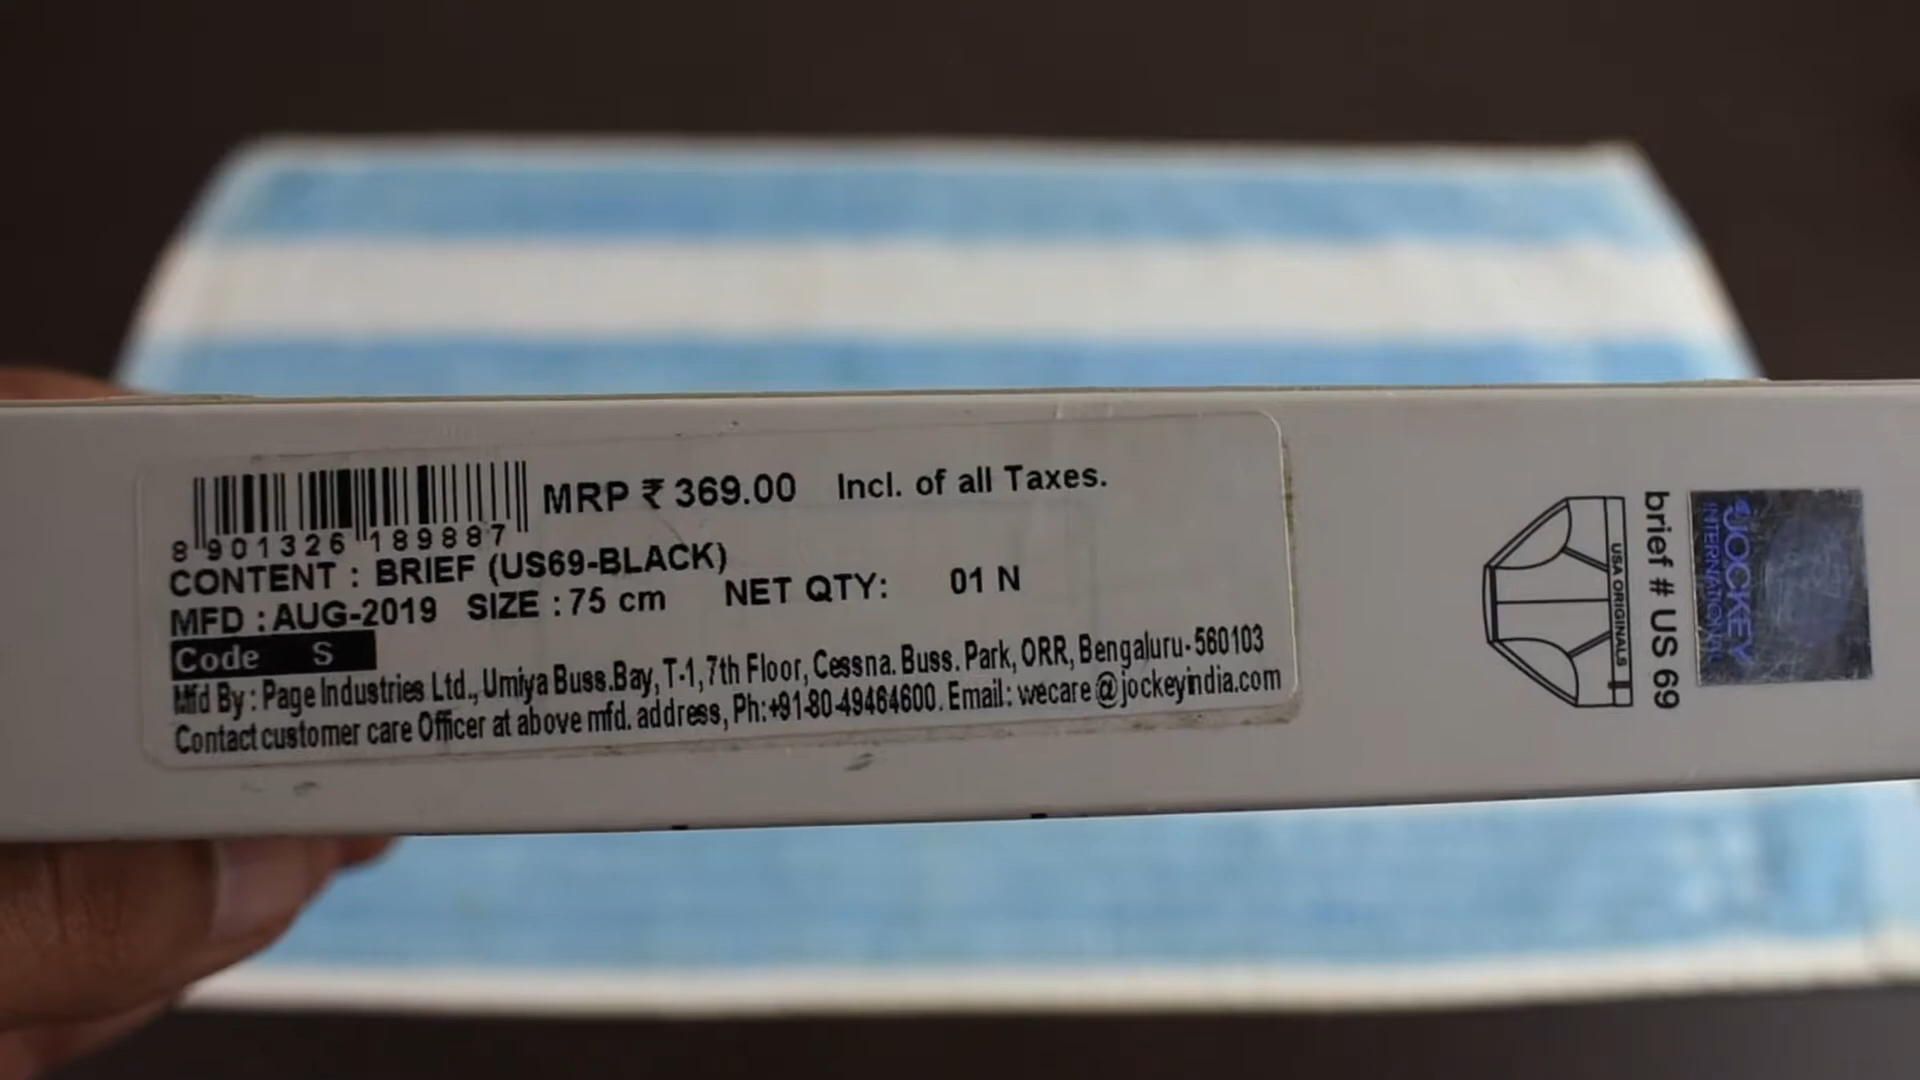 MRP ₹ 369.00 Incl. of all Taxes.
8 901326 189887
CONTENT : BRIEF (US69-BLACK)
MFD : AUG-2019 SIZE : 75 cm NET QTY: 01 N
Code S
Mfd By : Page Industries Ltd., Umiya Buss.Bay, T-1, 7th Floor, Cessna. Buss. Park, ORR, Bengaluru-560103
Contact customer care Officer at above mfd. address, Ph:+91-80-49464600. Email: wecare@jockeyindia.com
USA ORIGINALS
brief # US 69
JOCKEY
INTERNATIONAL